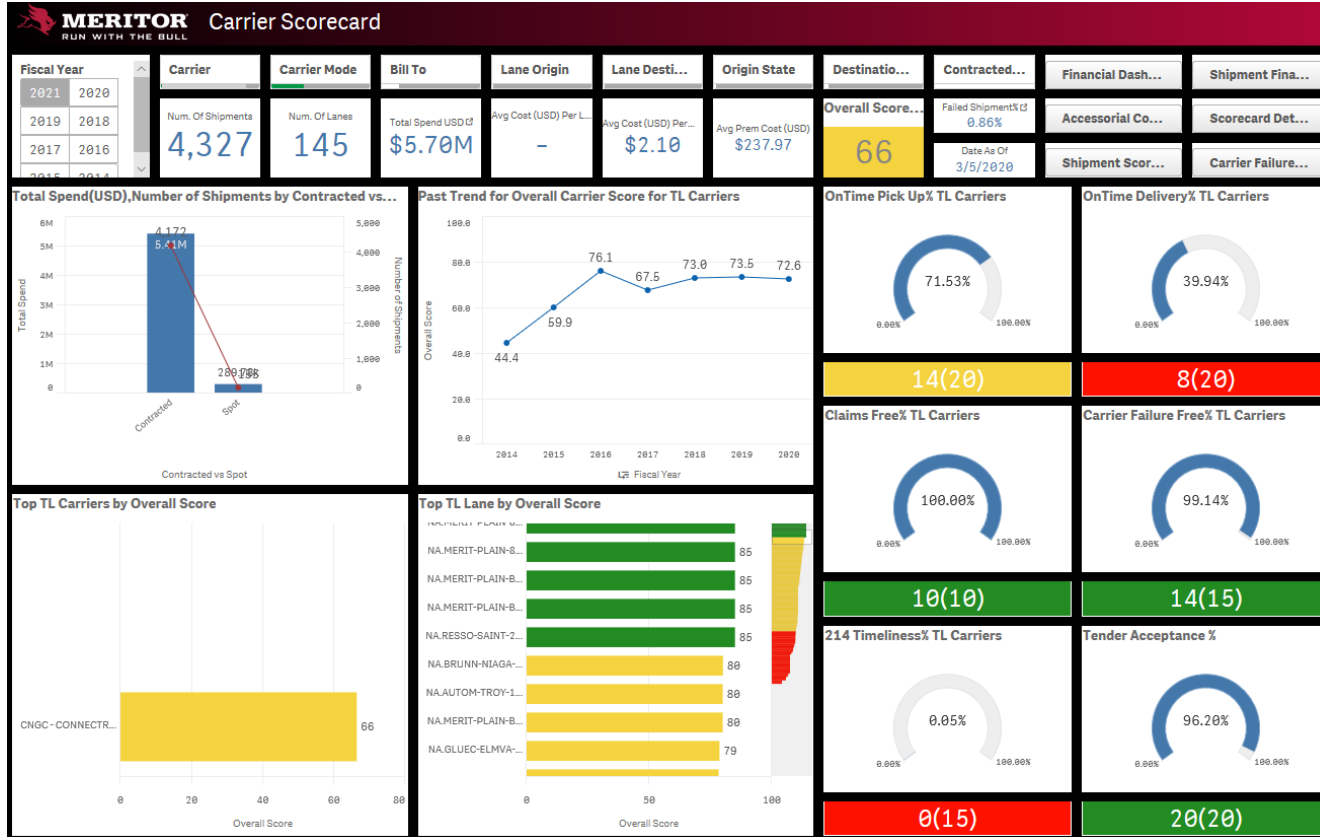 MERITOR
RUN WITH THE BULL
Carrier Scorecard
Fiscal Year
2021 2020
2019 2018
2017 2016
2015 2014
Carrier
Carrier Mode
Bill To
Lane Origin
Lane Desti...
Origin State
Destinatio...
Contracted...
Financial Dash...
Shipment Fina...
Num. Of Shipments
4,327
Num. Of Lanes
145
Total Spend USD
$5.70M
Avg Cost (USD) Per L...
-
Avg Cost (USD) Per...
$2.10
Avg Prem Cost (USD)
$237.97
Overall Score...
66
Failed Shipment%
0.86%
Date As Of
3/5/2020
Accessorial Co...
Scorecard Det...
Shipment Scor...
Carrier Failure...
Total Spend(USD),Number of Shipments by Contracted vs...
6M
5M
4M
3M
2M
1M
0
Total Spend
4,172
5.41M
155
5,000
4,000
3,000
2,000
1,000
0
Number of Shipments
Contracted
Spot
Contracted vs Spot
Past Trend for Overall Carrier Score for TL Carriers
100.0
80.0
60.0
40.0
20.0
0.0
Overall Score
44.4
59.9
76.1
67.5
73.0
73.5
72.6
2014 2015 2016 2017 2018 2019 2020
Fiscal Year
OnTime Pick Up% TL Carriers
71.53%
0.00% 100.00%
14(20)
OnTime Delivery% TL Carriers
39.94%
0.00% 100.00%
8(20)
Claims Free% TL Carriers
100.00%
0.00% 100.00%
10(10)
Carrier Failure Free% TL Carriers
99.14%
0.00% 100.00%
14(15)
Top TL Carriers by Overall Score
CNGC - CONNECTR...
66
0 20 40 60 80
Overall Score
Top TL Lane by Overall Score
NA.MERIT-PLAIN-8... 85
NA.MERIT-PLAIN-B... 85
NA.MERIT-PLAIN-B... 85
NA.RESSO-SAINT-2... 85
NA.BRUNN-NIAGA-... 80
NA.AUTOM-TROY-1... 80
NA.MERIT-PLAIN-B... 80
NA.GLUEC-ELMVA-... 79
0 50 100
Overall Score
214 Timeliness% TL Carriers
0.05%
0.00% 100.00%
0(15)
Tender Acceptance %
96.20%
0.00% 100.00%
20(20)